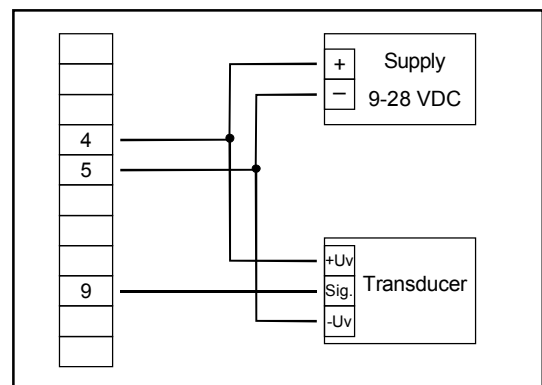 4
5
9
+ Supply
– 9-28 VDC
+Uv
Sig. Transducer
-Uv